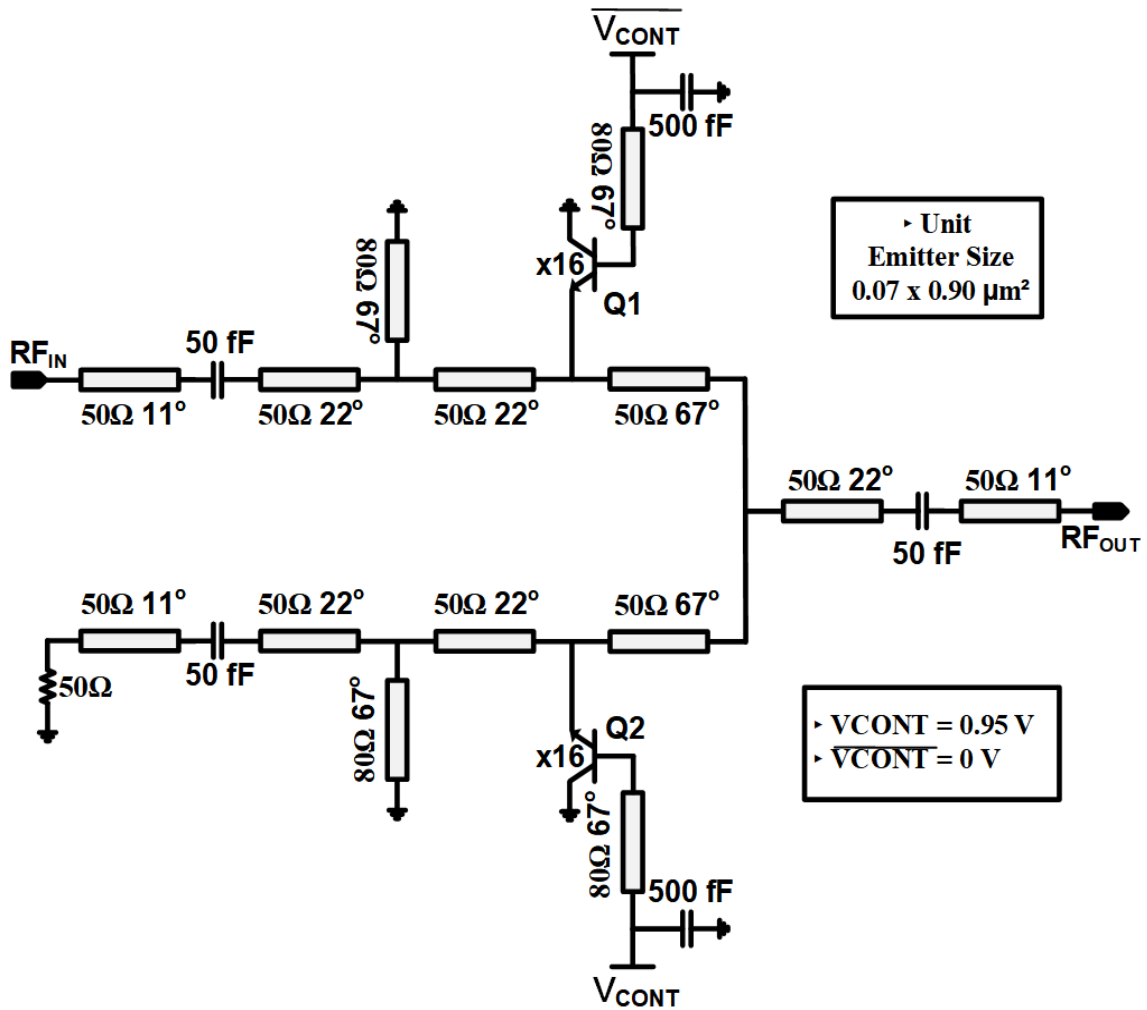 V̅C̅O̅N̅T̅
500 fF
80Ω 67°
80Ω 67°
x16
Q1
‣ Unit
Emitter Size
0.07 x 0.90 µm²
RFIN
50 fF
50Ω 11°
50Ω 22°
50Ω 22°
50Ω 67°
50Ω 22°
50Ω 11°
50 fF
RFOUT
50Ω 11°
50Ω 22°
50Ω 22°
50Ω 67°
50 fF
50Ω
80Ω 67°
Q2
x16
80Ω 67°
500 fF
VCONT
‣ VCONT = 0.95 V
‣ V̅C̅O̅N̅T̅ = 0 V